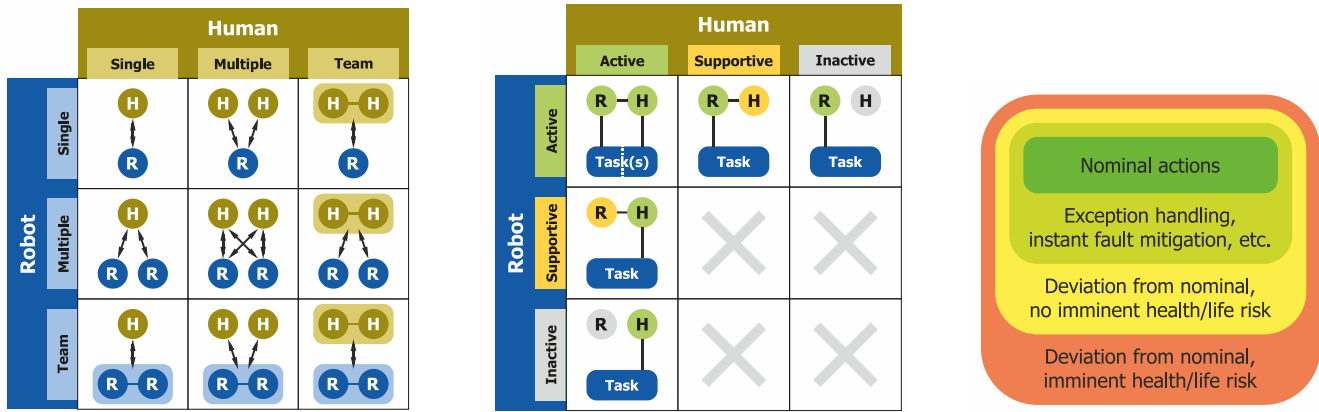 Human
Single Multiple Team
Robot
Single
H H H H H
R R R
Multiple
H H H H H
R R R R R R
Team
H H H H H
R R R R R R
Human
Active Supportive Inactive
Robot
Active
R H R H R H
Task(s) Task Task
Supportive
R H
Task
Inactive
R H
Task
Nominal actions
Exception handling,
instant fault mitigation, etc.
Deviation from nominal,
no imminent health/life risk
Deviation from nominal,
imminent health/life risk